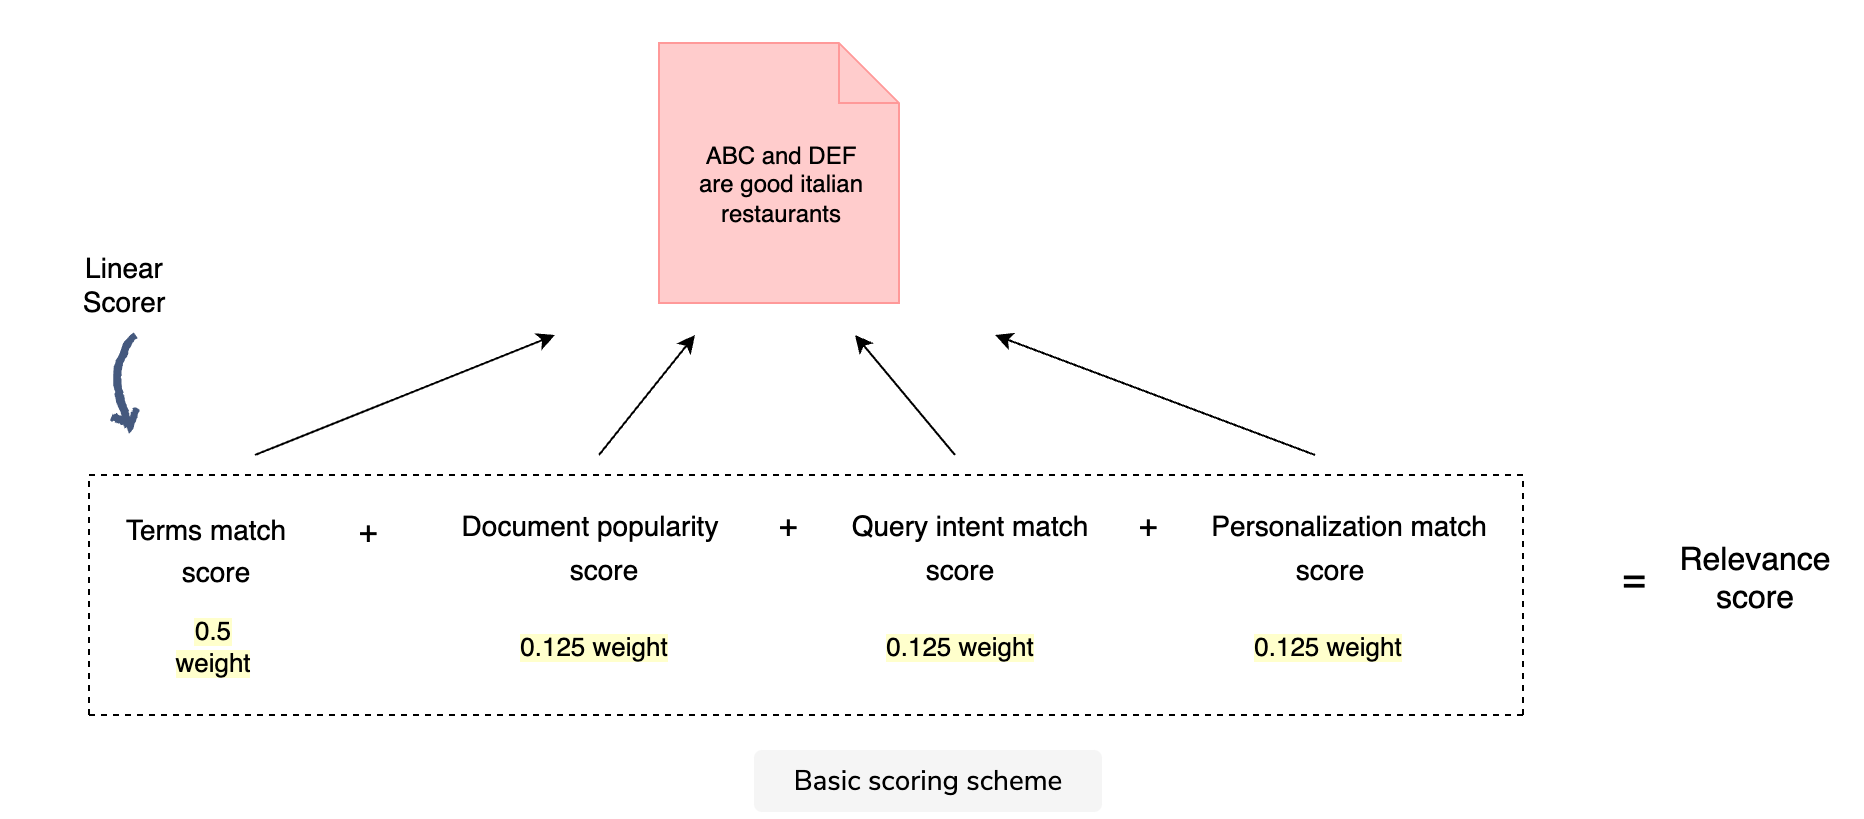 ABC and DEF
are good italian
restaurants
Linear
Scorer
Terms match
score
0.5
weight
+
Document popularity
score
0.125 weight
+
Query intent match
score
0.125 weight
+
Personalization match
score
0.125 weight
=
Relevance
score
Basic scoring scheme